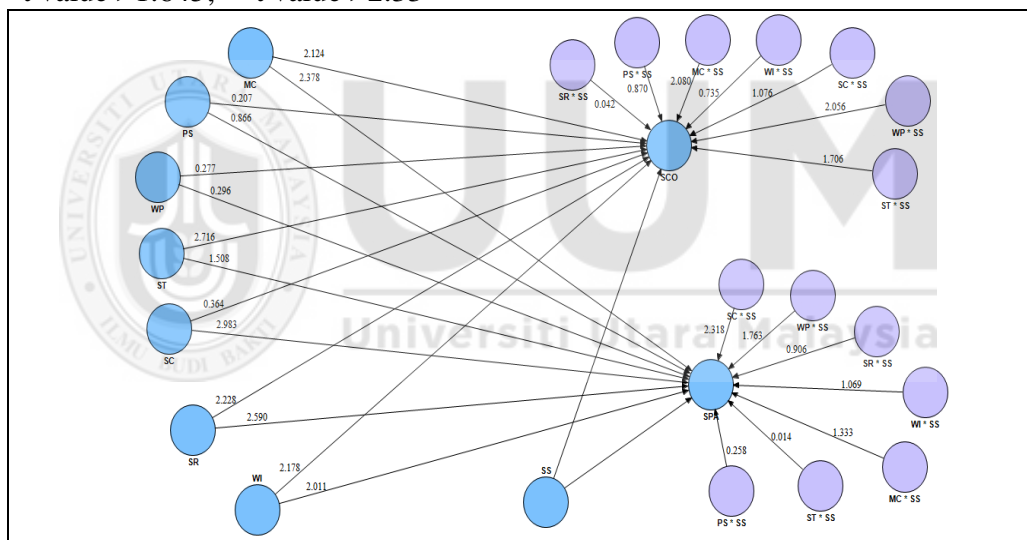 2.124
2.378
MC
0.207
0.866
PS
0.277
0.296
WP
2.716
1.508
ST
0.364
2.983
SC
2.228
2.590
SR
2.178
2.011
WI
SS
SR * SS
0.042
PS * SS
0.870
MC * SS
2.080
WI * SS
0.735
SC * SS
1.076
WP * SS
2.056
ST * SS
1.706
SCO
SC * SS
2.318
WP * SS
1.763
SR * SS
0.906
WI * SS
1.069
MC * SS
1.333
ST * SS
0.014
PS * SS
0.258
SPA
UUM
Universiti Utara Malaysia
UNIVERSITI UTARA MALAYSIA